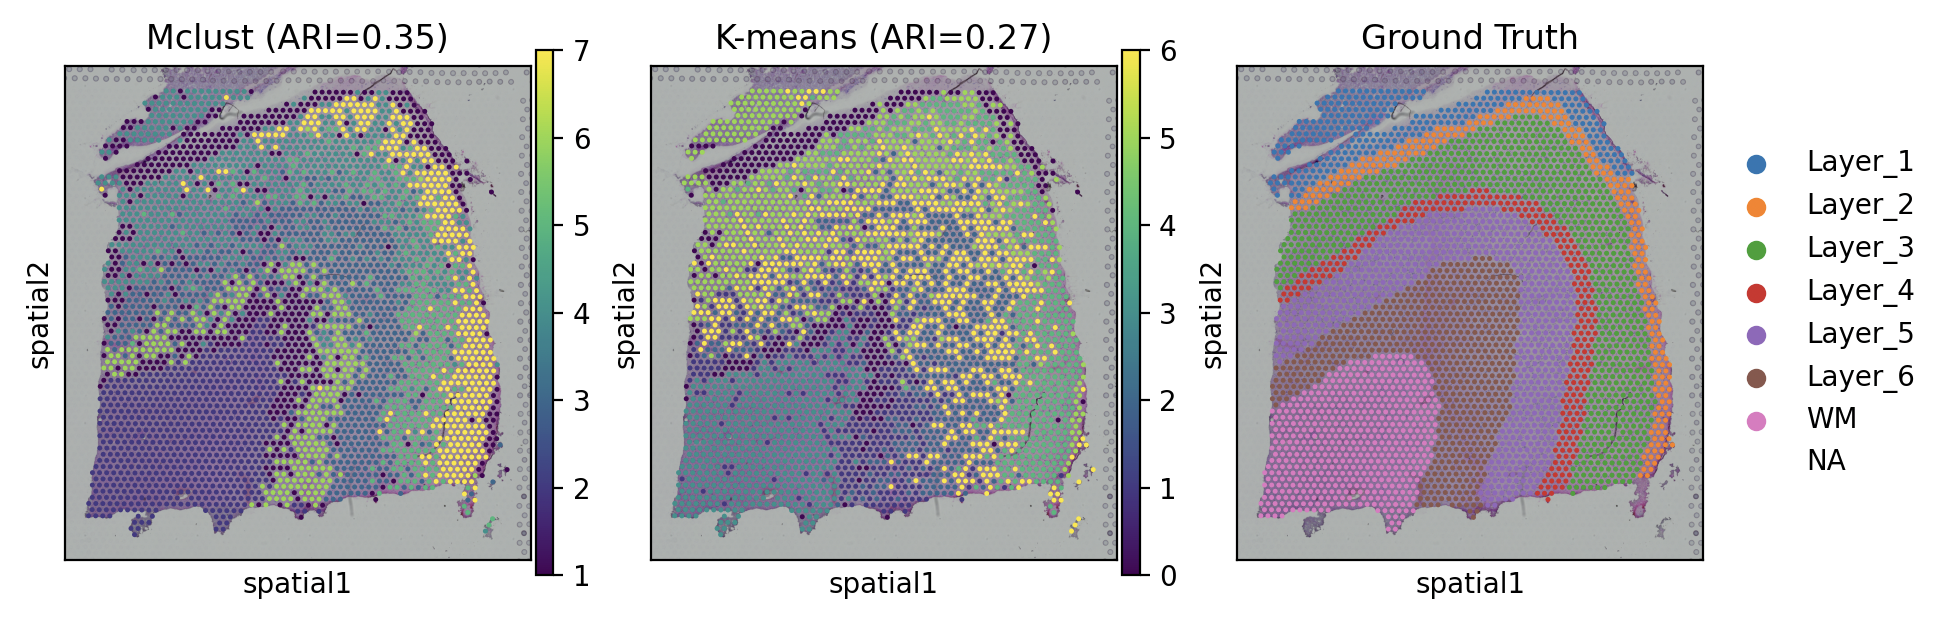 Mclust (ARI=0.35)
7
6
5
4
3
2
1
spatial2
spatial1
K-means (ARI=0.27)
6
5
4
3
2
1
0
spatial2
spatial1
Ground Truth
spatial2
spatial1
Layer_1
Layer_2
Layer_3
Layer_4
Layer_5
Layer_6
WM
NA